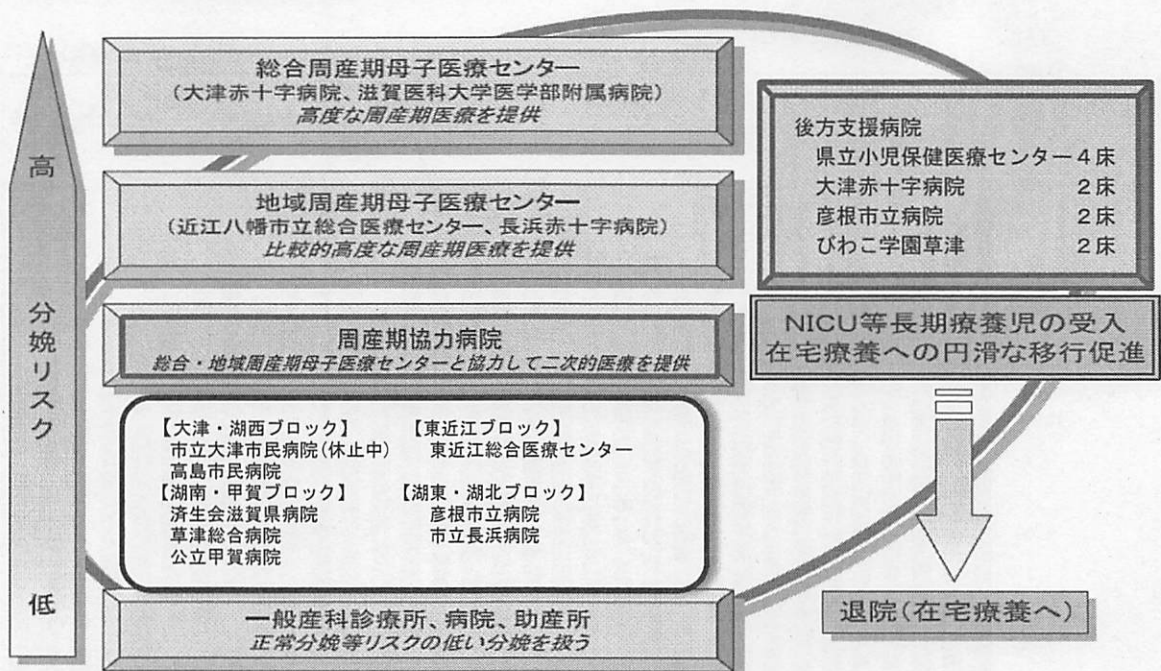 総合周産期母子医療センター
(大津赤十字病院、滋賀医科大学医学部附属病院)
高度な周産期医療を提供
地域周産期母子医療センター
(近江八幡市立総合医療センター、長浜赤十字病院)
比較的高度な周産期医療を提供
周産期協力病院
総合・地域周産期母子医療センターと協力して二次的医療を提供
【大津・湖西ブロック】
市立大津市民病院(休止中)
高島市民病院
【湖南・甲賀ブロック】
済生会滋賀県病院
草津総合病院
公立甲賀病院
【東近江ブロック】
東近江総合医療センター
【湖東・湖北ブロック】
彦根市立病院
市立長浜病院
一般産科診療所、病院、助産所
正常分娩等リスクの低い分娩を扱う
高
分娩リスク
低
後方支援病院
県立小児保健医療センター 4床
大津赤十字病院 2床
彦根市立病院 2床
びわこ学園草津 2床
NICU等長期療養児の受入
在宅療養への円滑な移行促進
退院(在宅療養へ)